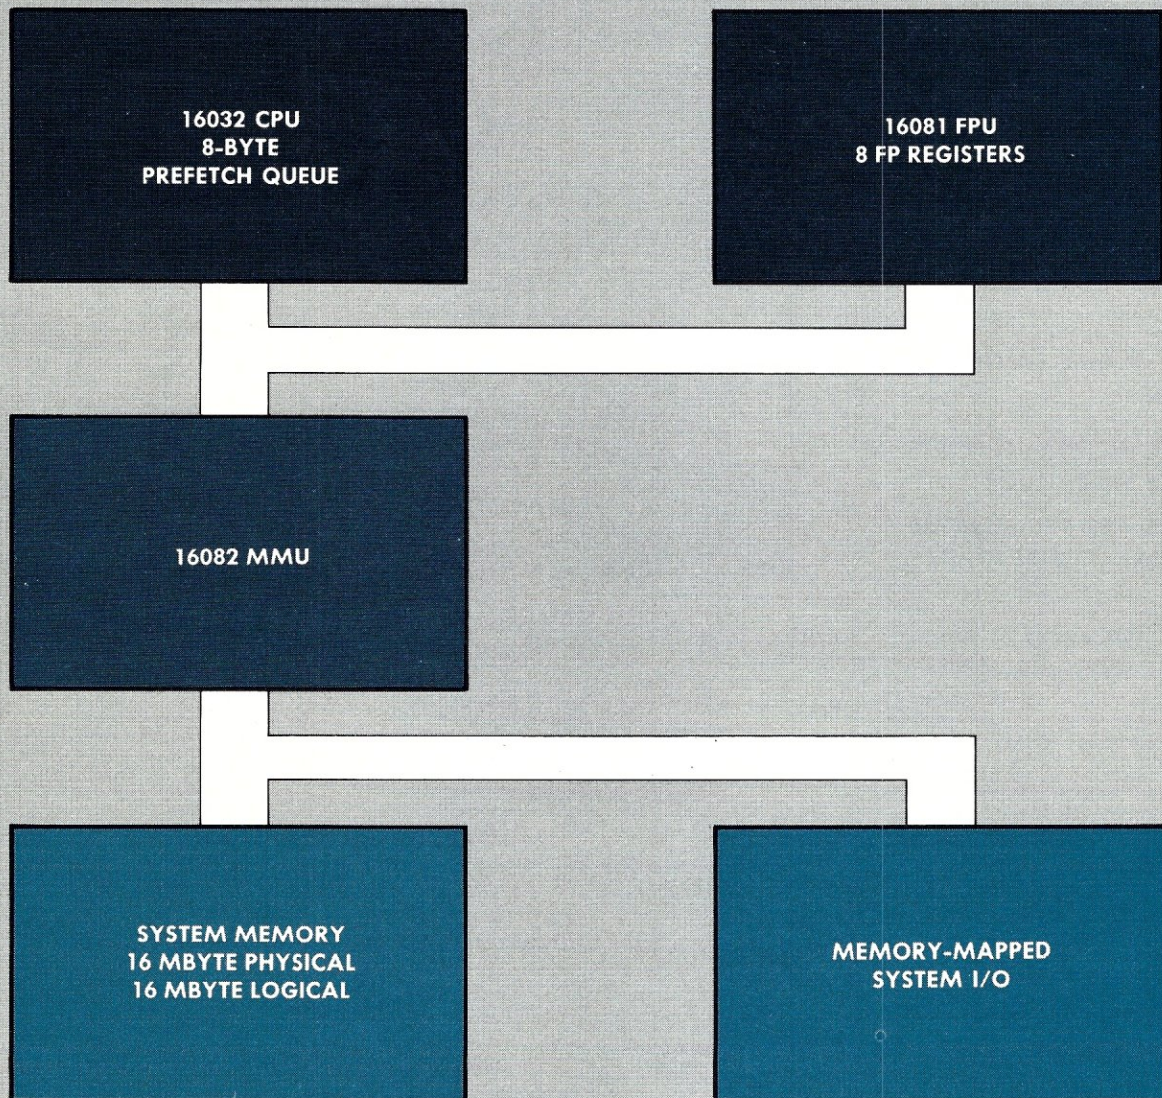 16032 CPU
8-BYTE
PREFETCH QUEUE
16081 FPU
8 FP REGISTERS
16082 MMU
SYSTEM MEMORY
16 MBYTE PHYSICAL
16 MBYTE LOGICAL
MEMORY-MAPPED
SYSTEM I/O